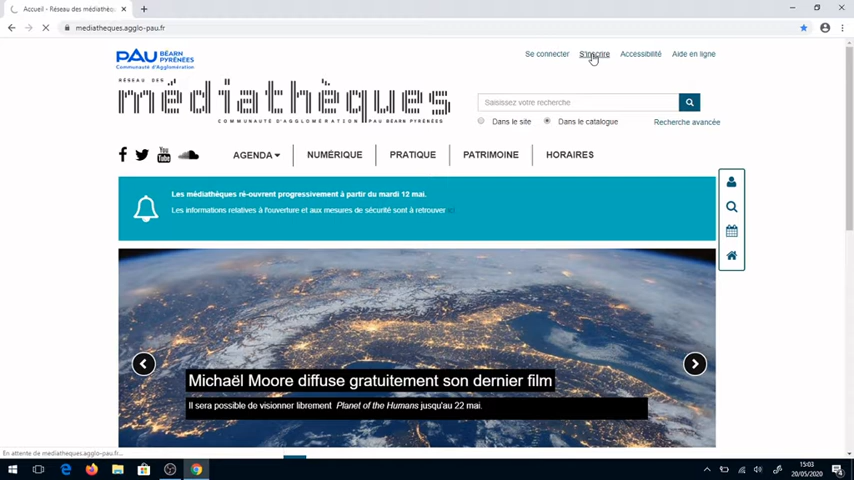 Accueil - Réseau des médiathè
mediatheques.agglo-pau.fr
PAU BÉARN PYRÉNÉES
Communauté d'Agglomération
Se connecter S'inscrire Accessibilité Aide en ligne
RÉSEAU DES
médiathèques
COMMUNAUTÉ D'AGGLOMÉRATION PAU BÉARN PYRÉNÉES
Saisissez votre recherche
Dans le site Dans le catalogue Recherche avancée
AGENDA NUMÉRIQUE PRATIQUE PATRIMOINE HORAIRES
Les médiathèques ré-ouvrent progressivement à partir du mardi 12 mai.
Les informations relatives à l'ouverture et aux mesures de sécurité sont à retrouver ici
Michaël Moore diffuse gratuitement son dernier film
Il sera possible de visionner librement Planet of the Humans jusqu'au 22 mai.
En attente de mediatheques.agglo-pau.fr...
15:03
20/05/2020